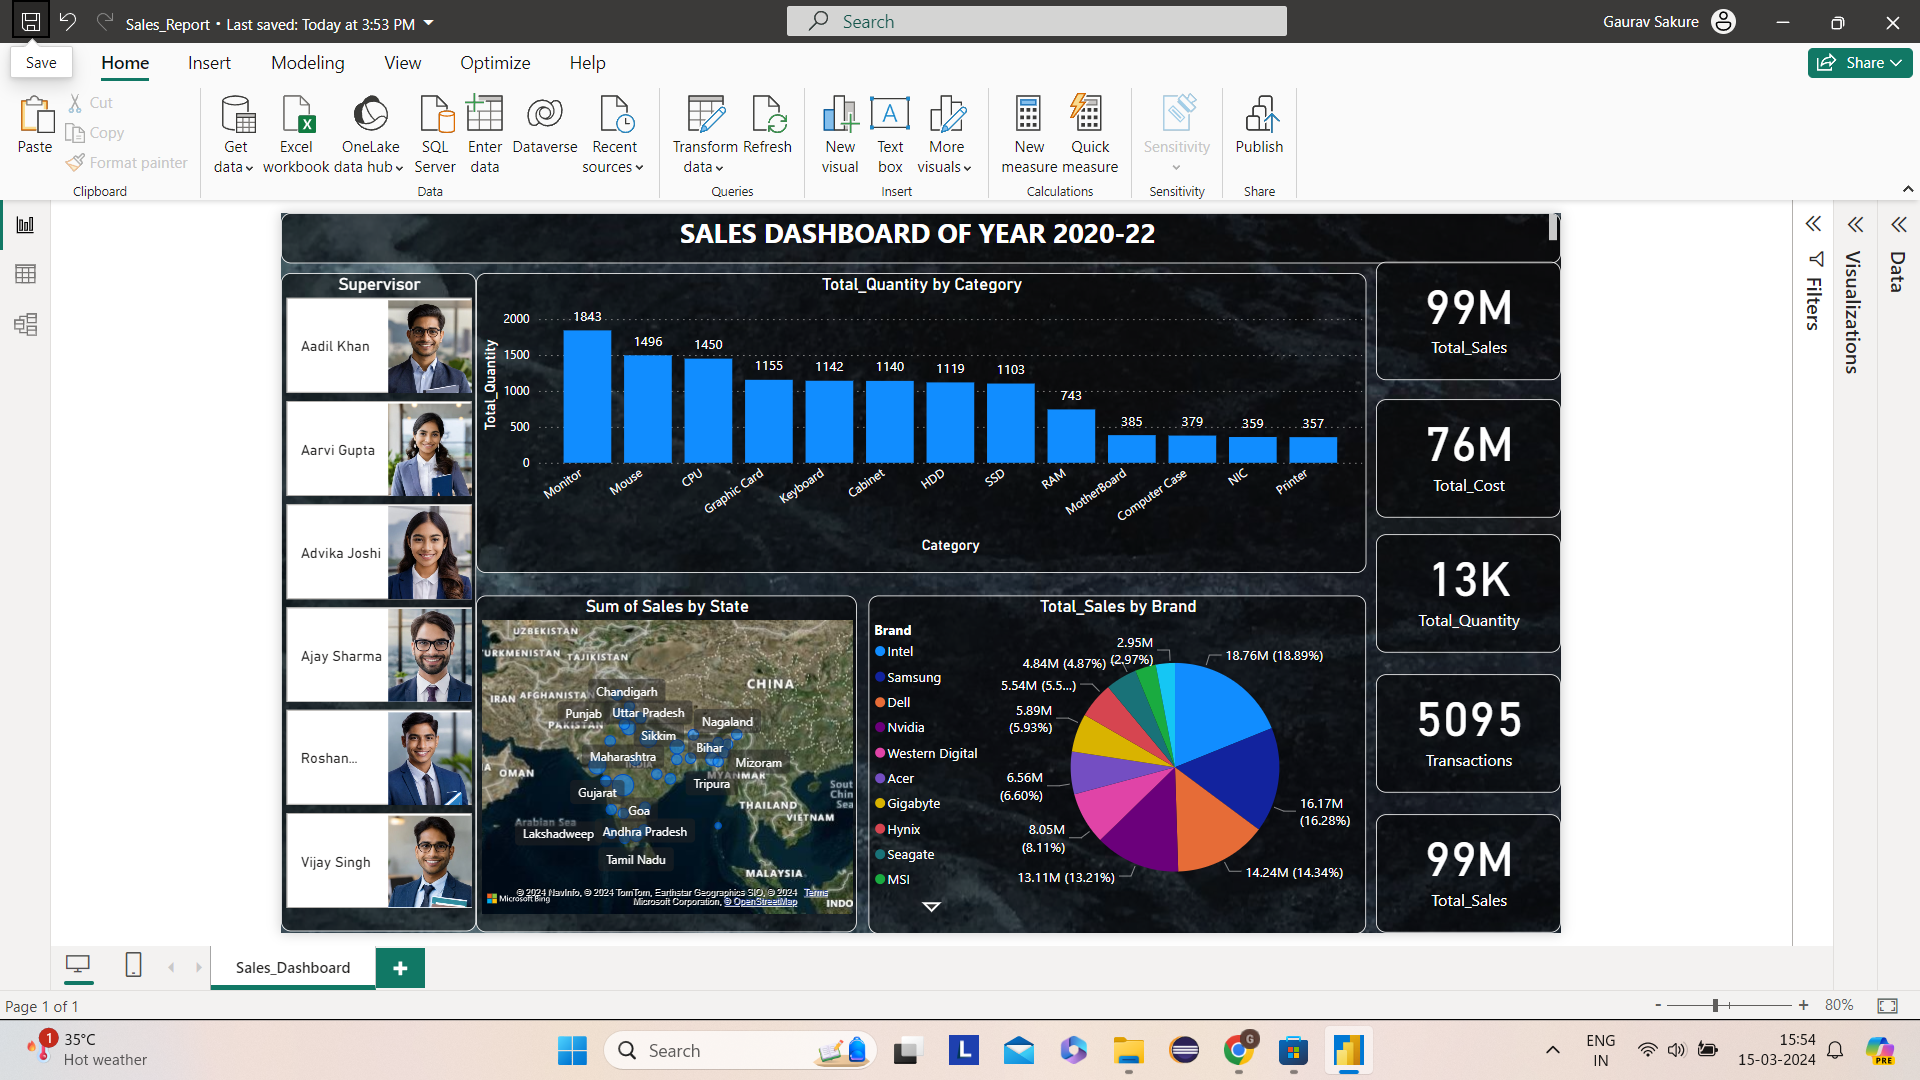 Sales_Report • Last saved: Today at 3:53 PM
Search
Gaurav Sakure
Save
Home
Insert
Modeling
View
Optimize
Help
Share
Paste
Cut
Copy
Format painter
Clipboard
Get data
Excel workbook
OneLake data hub
SQL Server
Enter data
Dataverse
Recent sources
Data
Transform data
Refresh
Queries
New visual
Text box
More visuals
Insert
New measure
Quick measure
Calculations
Sensitivity
Sensitivity
Publish
Share
SALES DASHBOARD OF YEAR 2020-22
Supervisor
Aadil Khan
Aarvi Gupta
Advika Joshi
Ajay Sharma
Roshan...
Vijay Singh
Total_Quantity by Category
Total_Quantity
2000
1500
1000
500
0
1843
1496
1450
1155
1142
1140
1119
1103
743
385
379
359
357
Monitor
Mouse
CPU
Graphic Card
Keyboard
Cabinet
HDD
SSD
RAM
MotherBoard
Computer Case
NIC
Printer
Category
Sum of Sales by State
UZBEKISTAN
TAJIKISTAN
IRAN
AFGHANISTAN
CHINA
PAKISTAN
Chandigarh
Punjab
Uttar Pradesh
Nagaland
Sikkim
Bihar
Maharashtra
INDIA
Mizoram
OMAN
MYANMAR
Tripura
Gujarat
THAILAND
Goa
VIETNAM
Arabian Sea
Lakshadweep
Andhra Pradesh
Tamil Nadu
MALAYSIA
Microsoft Bing
© 2024 NavInfo, © 2024 TomTom, Earthstar Geographics SIO, © 2024 Terms
Microsoft Corporation, © OpenStreetMap
INDO
Total_Sales by Brand
Brand
Intel
Samsung
Dell
Nvidia
Western Digital
Acer
Gigabyte
Hynix
Seagate
MSI
18.76M (18.89%)
16.17M
(16.28%)
14.24M (14.34%)
13.11M (13.21%)
8.05M
(8.11%)
6.56M
(6.60%)
5.89M
(5.93%)
5.54M (5.5...)
4.84M (4.87%)
2.95M
(2.97%)
99M
Total_Sales
76M
Total_Cost
13K
Total_Quantity
5095
Transactions
99M
Total_Sales
Filters
Visualizations
Data
Sales_Dashboard
Page 1 of 1
80%
1
35°C
Hot weather
Search
L
G
PRE
ENG
IN
15:54
15-03-2024